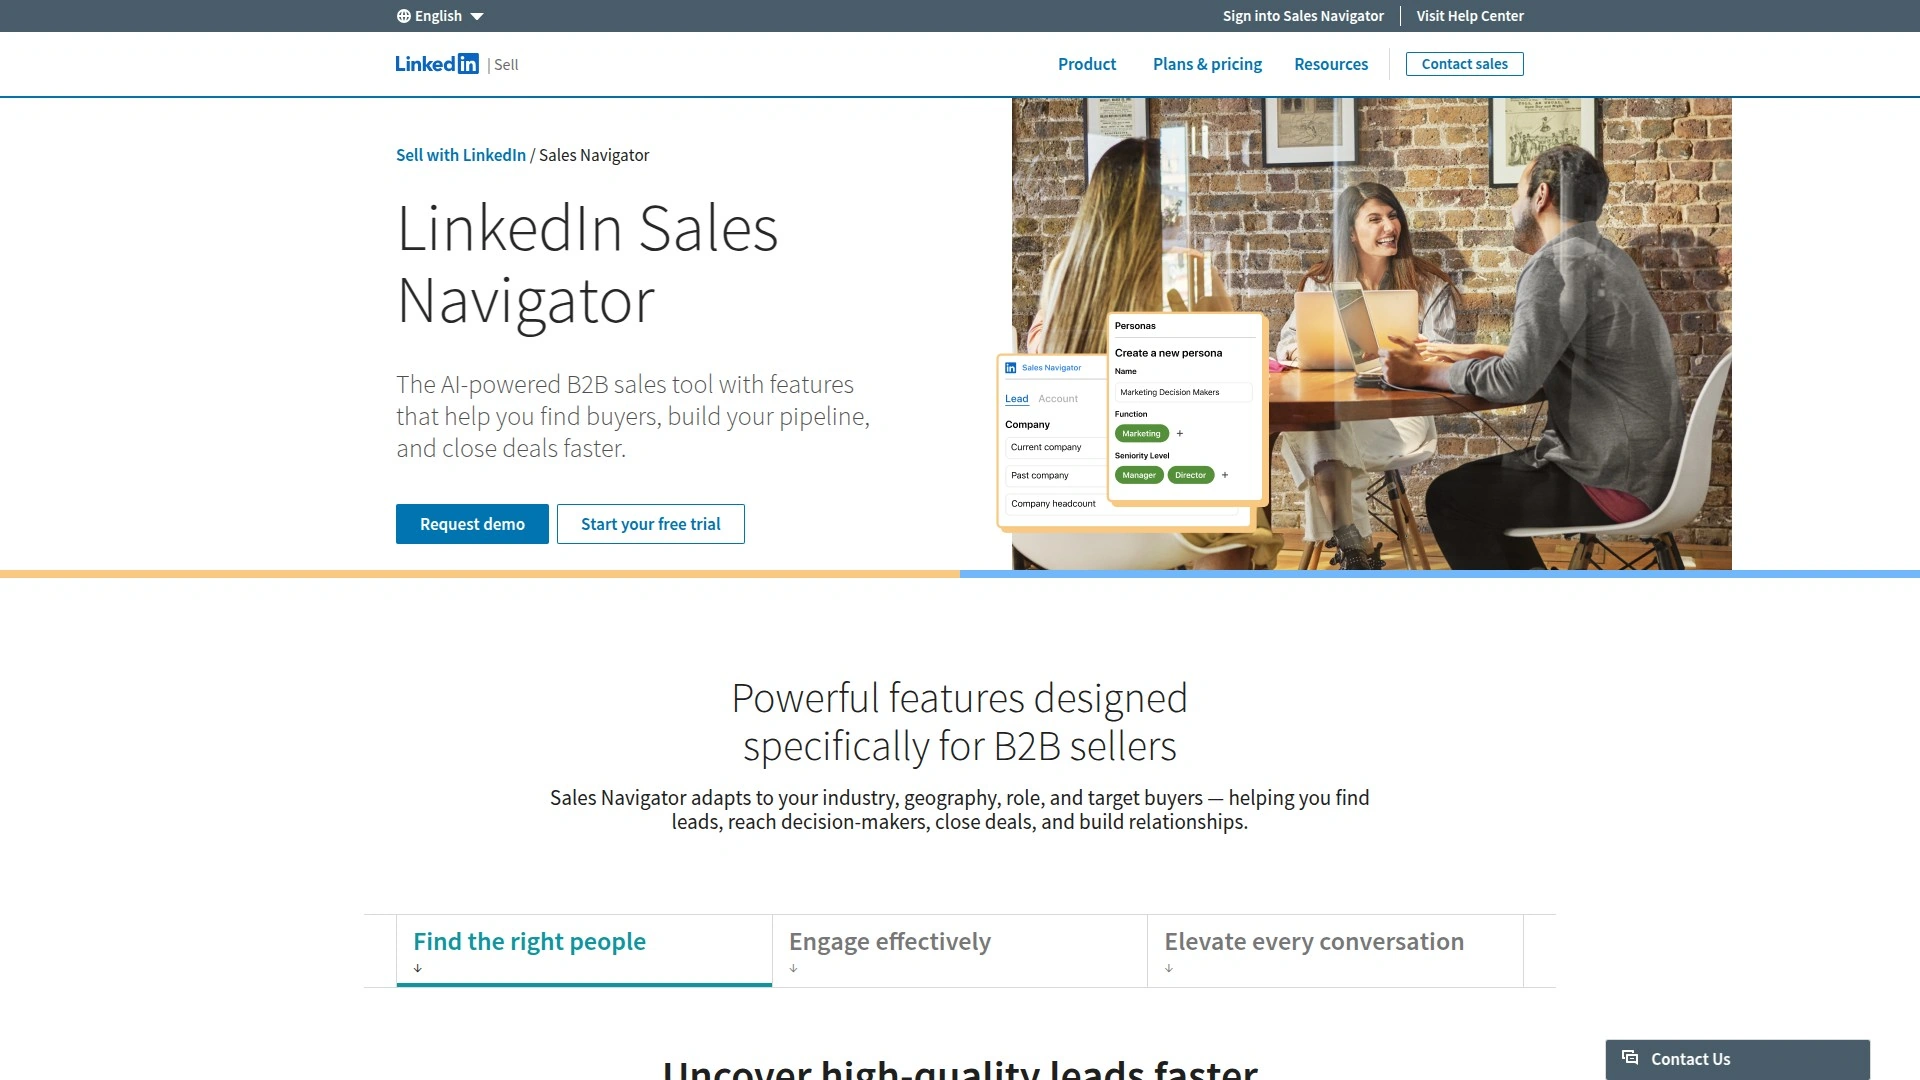 English
Sign into Sales Navigator
Visit Help Center
LinkedIn | Sell
Product
Plans & pricing
Resources
Contact sales
Sell with LinkedIn / Sales Navigator
LinkedIn Sales
Navigator
The AI-powered B2B sales tool with features
that help you find buyers, build your pipeline,
and close deals faster.
Request demo
Start your free trial
in Sales Navigator
Lead Account
Company
Current company
Past company
Company headcount
Personas
Create a new persona
Name
Marketing Decision Makers
Function
Marketing +
Seniority Level
Manager Director +
Powerful features designed
specifically for B2B sellers
Sales Navigator adapts to your industry, geography, role, and target buyers — helping you find
leads, reach decision-makers, close deals, and build relationships.
Find the right people
↓
Engage effectively
↓
Elevate every conversation
↓
Uncover high-quality leads faster
Contact Us